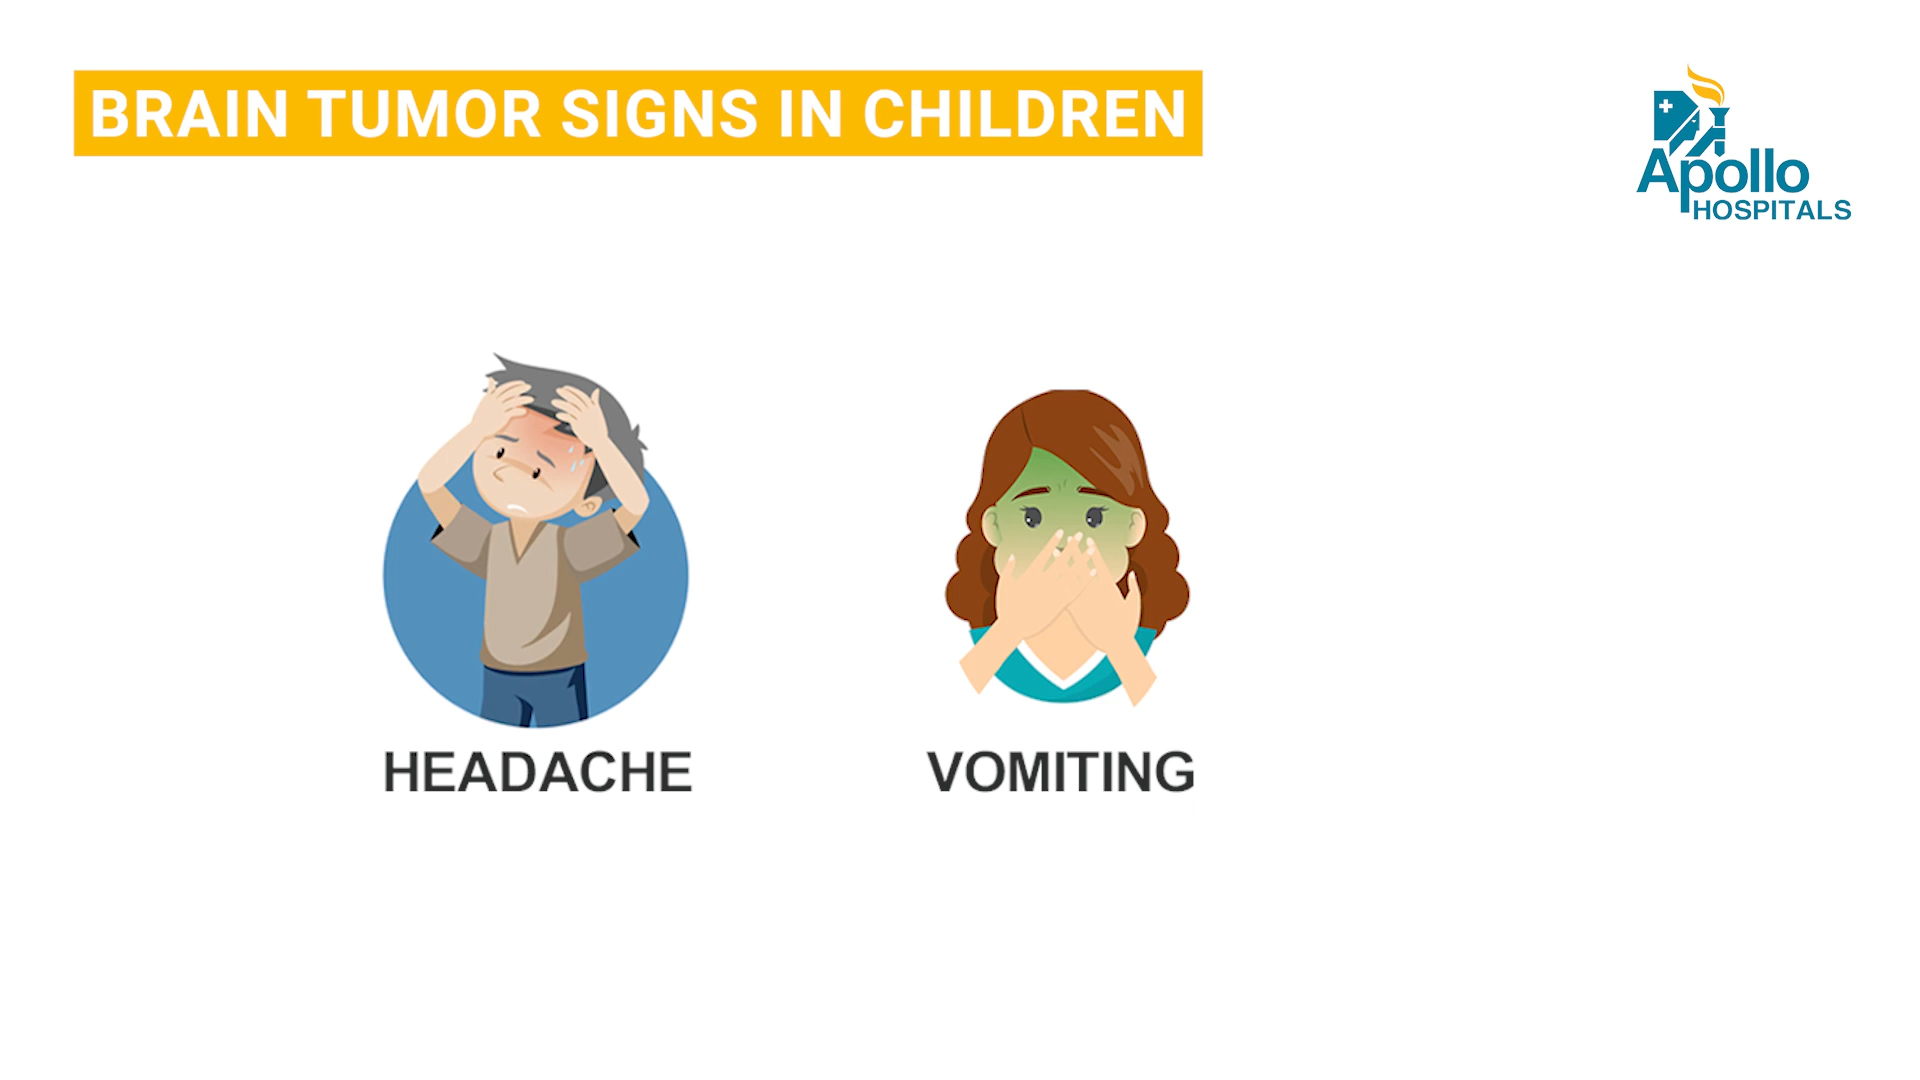 BRAIN TUMOR SIGNS IN CHILDREN
Apollo
HOSPITALS
HEADACHE
VOMITING